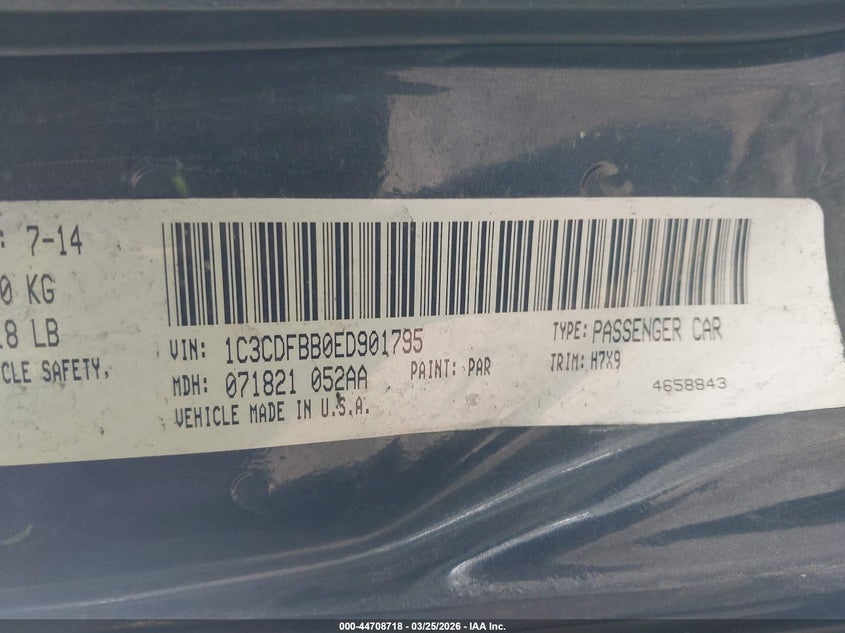 : 7-14
0 KG
.8 LB
CLE SAFETY,
VIN: 1C3CDFBB0ED901795
TYPE: PASSENGER CAR
MDH: 071821 052AA
PAINT: PAR
TRIM: H7X9
VEHICLE MADE IN U.S.A.
4658843
000-44708718 - 03/25/2026 - IAA Inc.